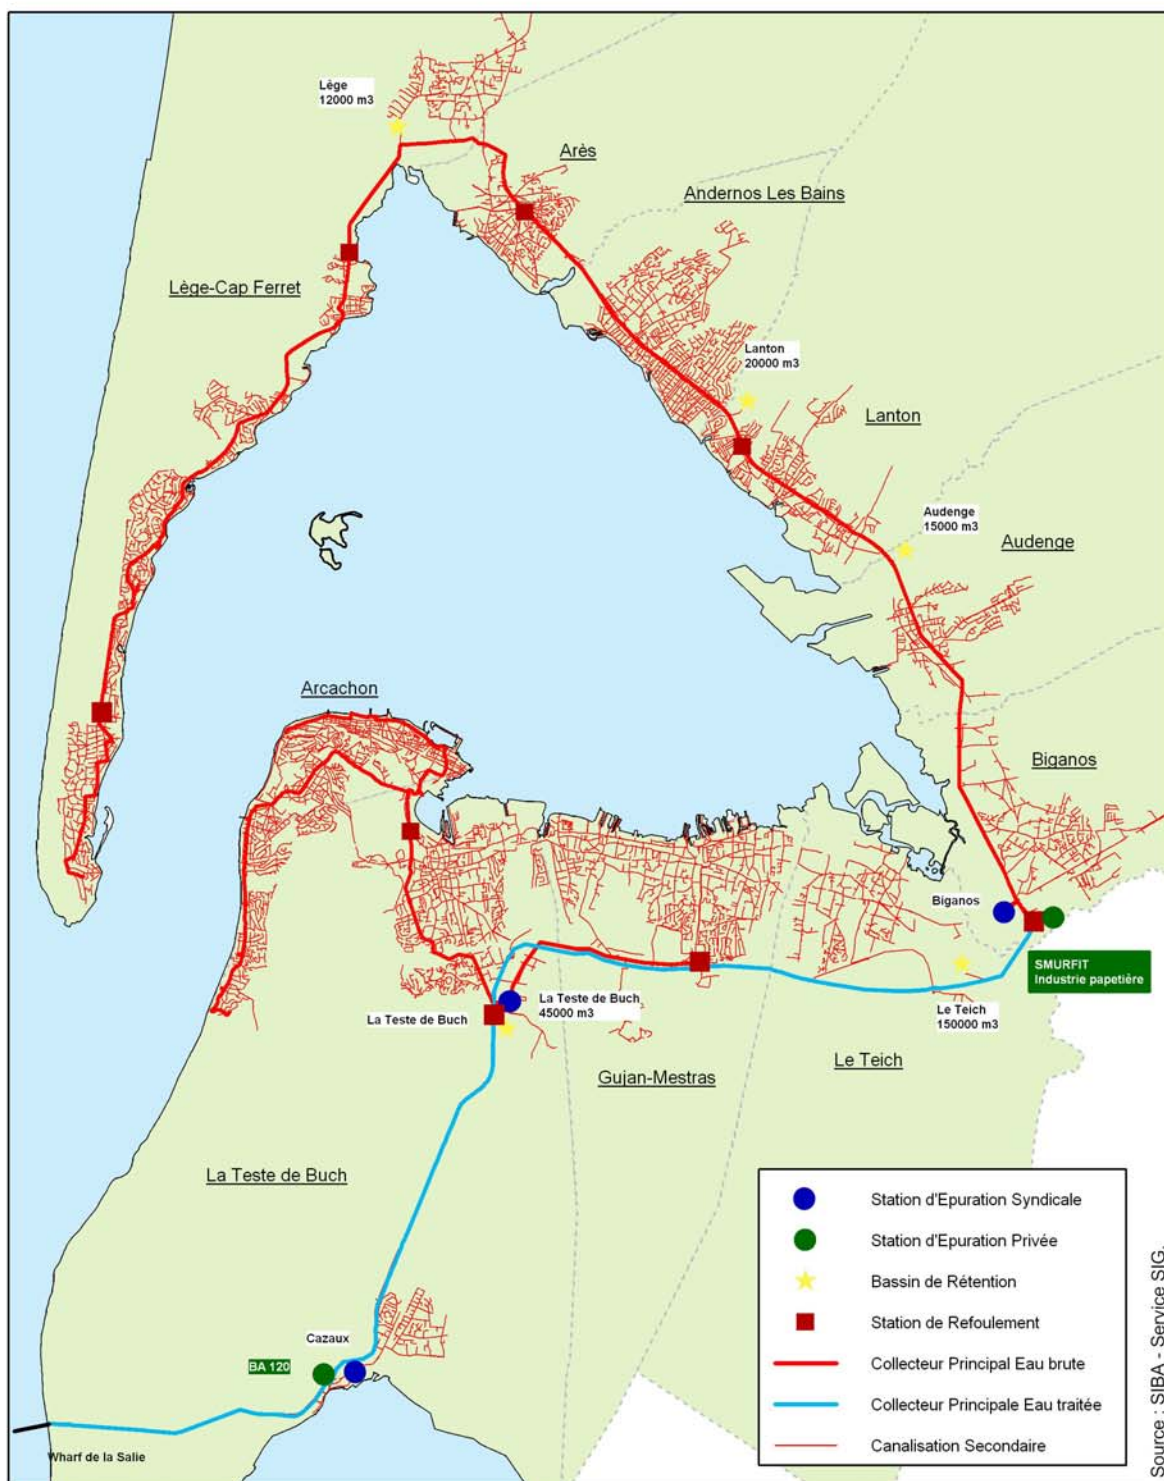 Lège
12000 m3
Arès
Andernos Les Bains
Lège-Cap Ferret
Lanton
20000 m3
Lanton
Audenge
15000 m3
Audenge
Arcachon
Biganos
Biganos
SMURFIT
Industrie papetière
La Teste de Buch
45000 m3
La Teste de Buch
Le Teich
150000 m3
Le Teich
Gujan-Mestras
La Teste de Buch
Cazaux
BA 120
Wharf de la Salie
Station d'Epuration Syndicale
Station d'Epuration Privée
Bassin de Rétention
Station de Refoulement
Collecteur Principal Eau brute
Collecteur Principale Eau traitée
Canalisation Secondaire
Source : SIBA - Service SIG.